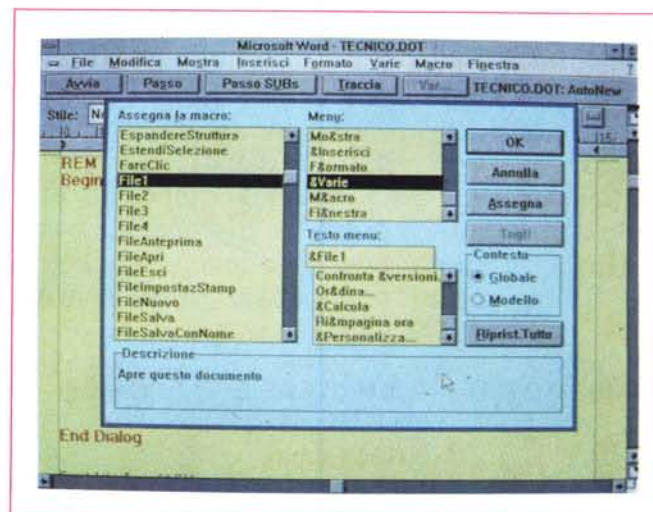 Microsoft Word - TECNICO.DOT
File Modifica Mostra Inserisci Formato Varie Macro Finestra ?
Avvia Passo Passo SUBs Traccia Var... TECNICO.DOT: AutoNew
Stile: No
Assegna la macro:
EspandereStruttura
EstendiSelezione
FareClic
File1
File2
File3
File4
FileAnteprima
FileApri
FileEsci
FileImpostazStamp
FileNuovo
FileSalva
FileSalvaConNome
Menu:
Mo&stra
&Inserisci
F&ormato
&Varie
M&acro
Fi&nestra
Testo menu:
&File1
Confronta &versioni...
Or&dina...
&Calcola
Ri&mpagina ora
&Personalizza...
OK
Annulla
Assegna
Togli
Contesto
Globale
Modello
Riprist.Tutto
Descrizione
Apre questo documento
REM
Begin
End Dialog